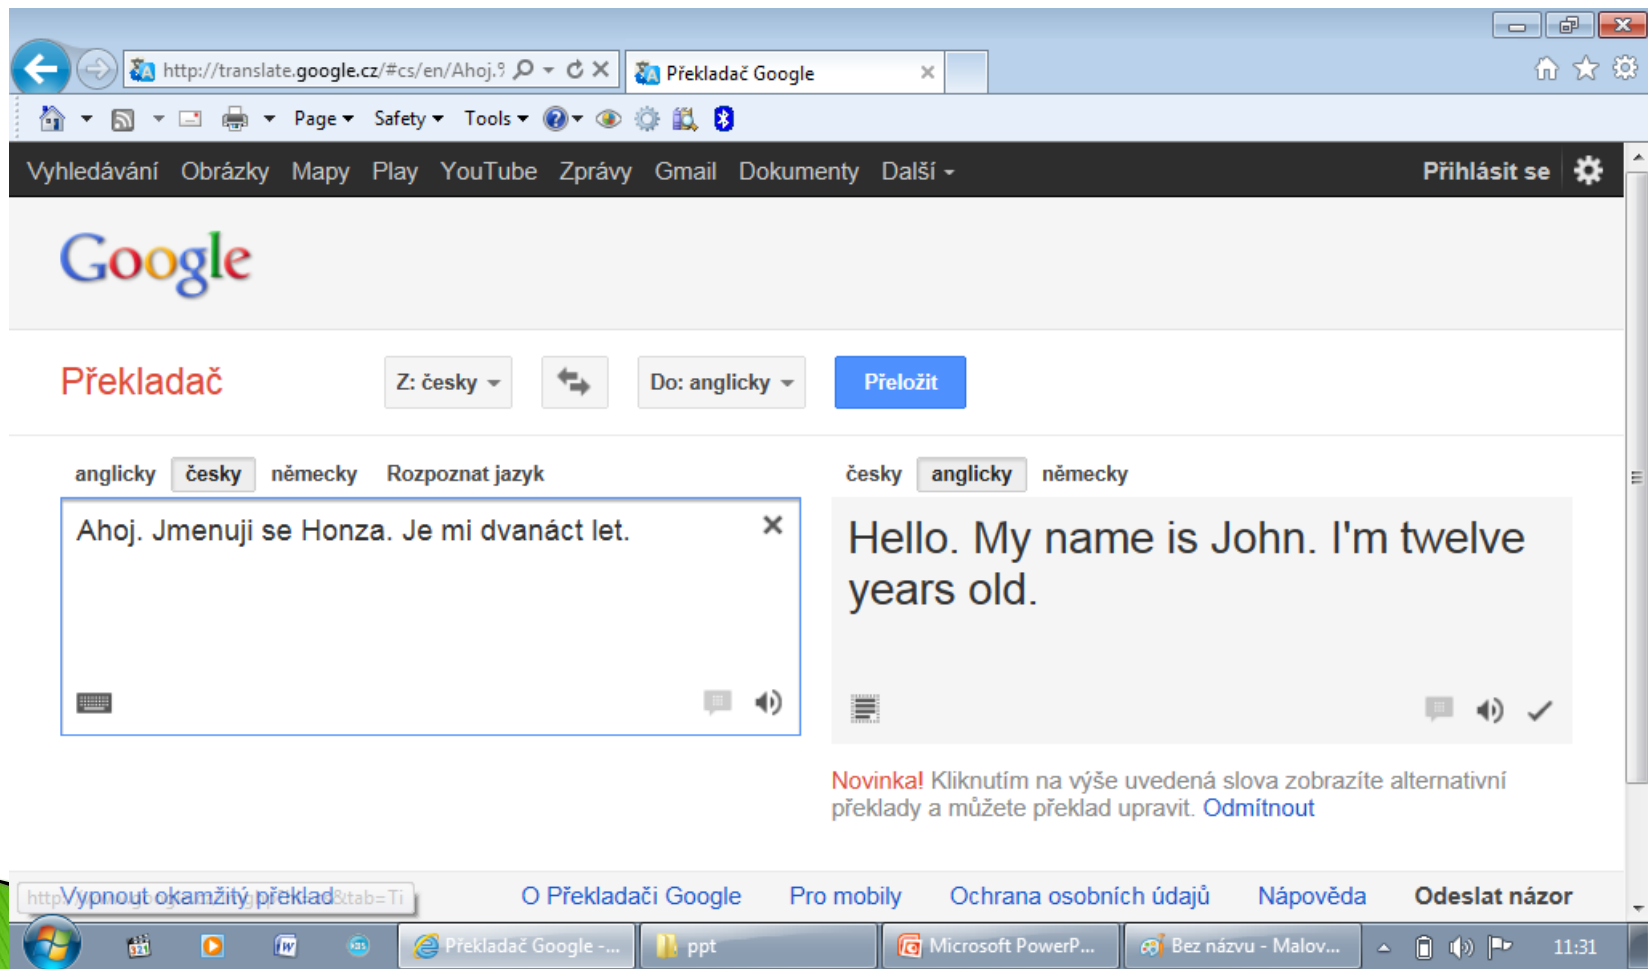 http://translate.google.cz/#cs/en/Ahoj.9
Překladač Google
Page Safety Tools
Vyhledávání Obrázky Mapy Play YouTube Zprávy Gmail Dokumenty Další Přihlásit se
Google
Překladač Z: česky Do: anglicky Přeložit
anglicky česky německy Rozpoznat jazyk česky anglicky německy
Ahoj. Jmenuji se Honza. Je mi dvanáct let.
Hello. My name is John. I'm twelve
years old.
Novinka! Kliknutím na výše uvedená slova zobrazíte alternativní
překlady a můžete překlad upravit. Odmítnout
Vypnout okamžitý překlad O Překladači Google Pro mobily Ochrana osobních údajů Nápověda Odeslat názor
Překladač Google -... ppt Microsoft PowerP... Bez názvu - Malov... 11:31